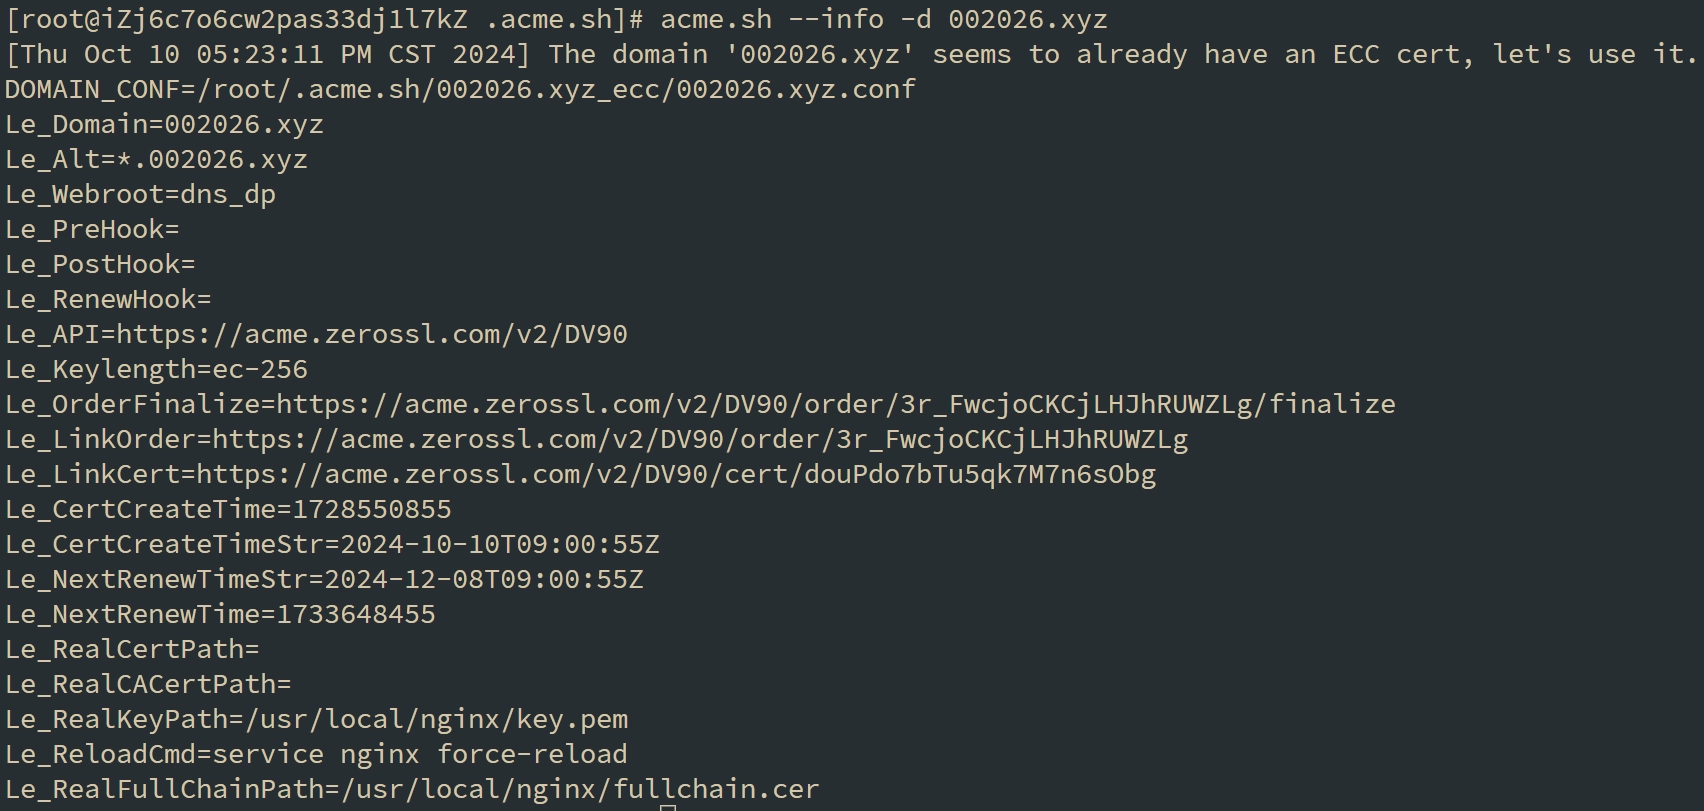 [root@iZj6c7o6cw2pas33dj1l7kZ .acme.sh]# acme.sh --info -d 002026.xyz
[Thu Oct 10 05:23:11 PM CST 2024] The domain '002026.xyz' seems to already have an ECC cert, let's use it.
DOMAIN_CONF=/root/.acme.sh/002026.xyz_ecc/002026.xyz.conf
Le_Domain=002026.xyz
Le_Alt=*.002026.xyz
Le_Webroot=dns_dp
Le_PreHook=
Le_PostHook=
Le_RenewHook=
Le_API=https://acme.zerossl.com/v2/DV90
Le_Keylength=ec-256
Le_OrderFinalize=https://acme.zerossl.com/v2/DV90/order/3r_FwcjoCKCjLHJhRUWZLg/finalize
Le_LinkOrder=https://acme.zerossl.com/v2/DV90/order/3r_FwcjoCKCjLHJhRUWZLg
Le_LinkCert=https://acme.zerossl.com/v2/DV90/cert/douPdo7bTu5qk7M7n6sObg
Le_CertCreateTime=1728550855
Le_CertCreateTimeStr=2024-10-10T09:00:55Z
Le_NextRenewTimeStr=2024-12-08T09:00:55Z
Le_NextRenewTime=1733648455
Le_RealCertPath=
Le_RealCACertPath=
Le_RealKeyPath=/usr/local/nginx/key.pem
Le_ReloadCmd=service nginx force-reload
Le_RealFullChainPath=/usr/local/nginx/fullchain.cer